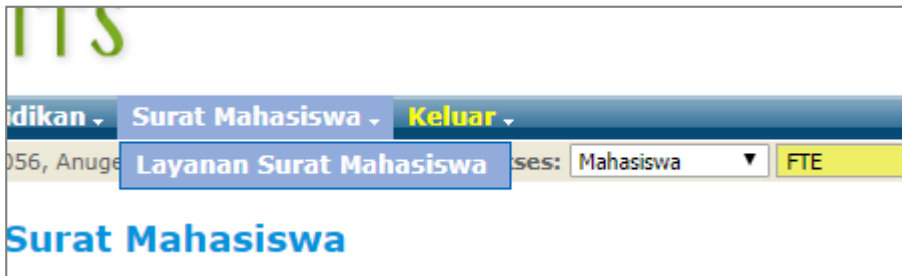 ITS
idikan Surat Mahasiswa Keluar
056, Anuge Layanan Surat Mahasiswa ses: Mahasiswa FTE
Surat Mahasiswa